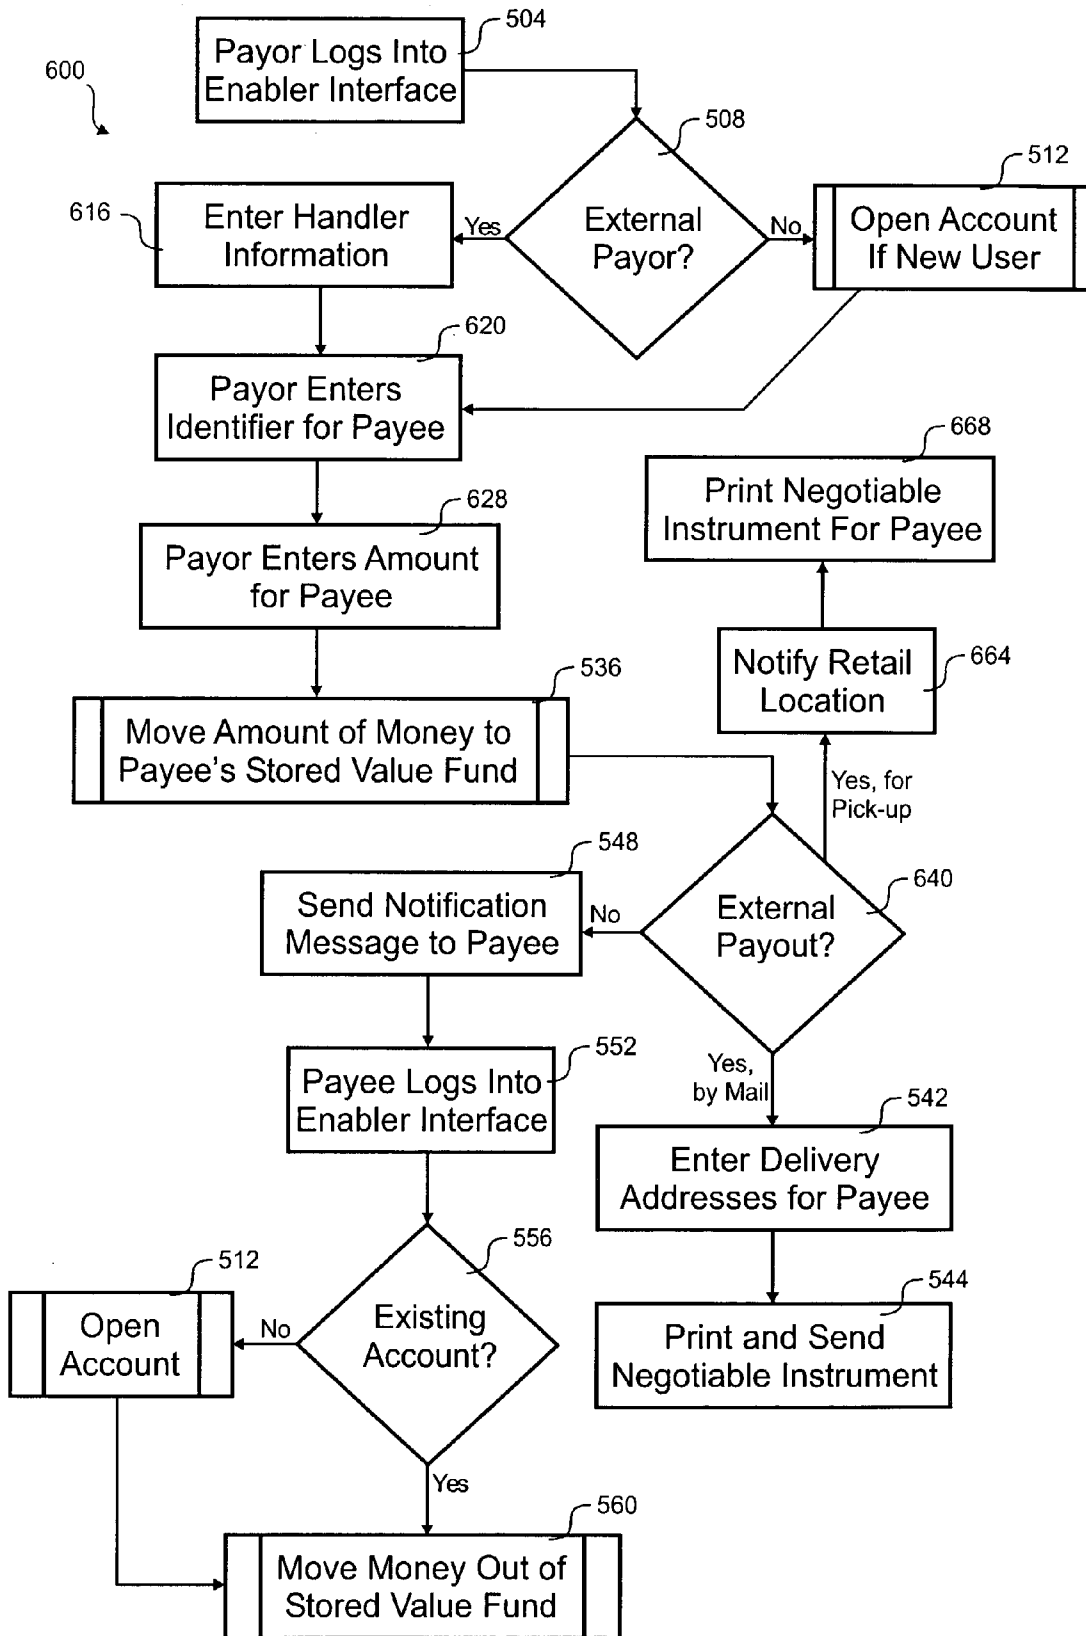 504
Payor Logs Into
Enabler Interface
600
508
External
Payor?
Yes
No
512
Open Account
If New User
616
Enter Handler
Information
620
Payor Enters
Identifier for Payee
668
Print Negotiable
Instrument For Payee
628
Payor Enters Amount
for Payee
664
Notify Retail
Location
536
Move Amount of Money to
Payee's Stored Value Fund
Yes, for
Pick-up
640
External
Payout?
No
548
Send Notification
Message to Payee
552
Payee Logs Into
Enabler Interface
Yes,
by Mail
542
Enter Delivery
Addresses for Payee
544
Print and Send
Negotiable Instrument
556
Existing
Account?
No
512
Open
Account
Yes
560
Move Money Out of
Stored Value Fund